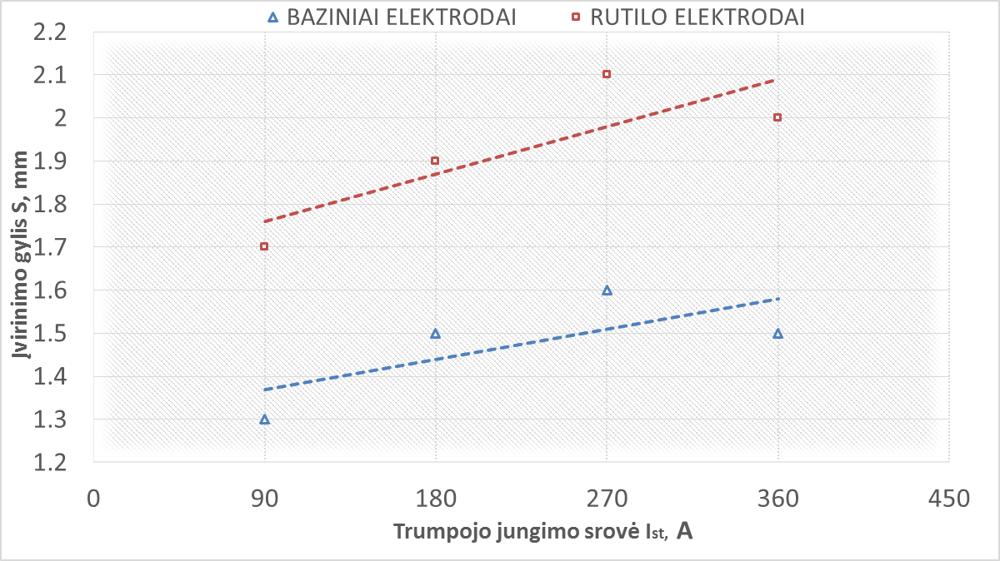 BAZINIAI ELEKTRODAI RUTILO ELEKTRODAI
2.2
2.1
2
1.9
1.8
1.7
1.6
1.5
1.4
1.3
1.2
Įvirinimo gylis S, mm
0 90 180 270 360 450
Trumpojo jungimo srovė Ist, A